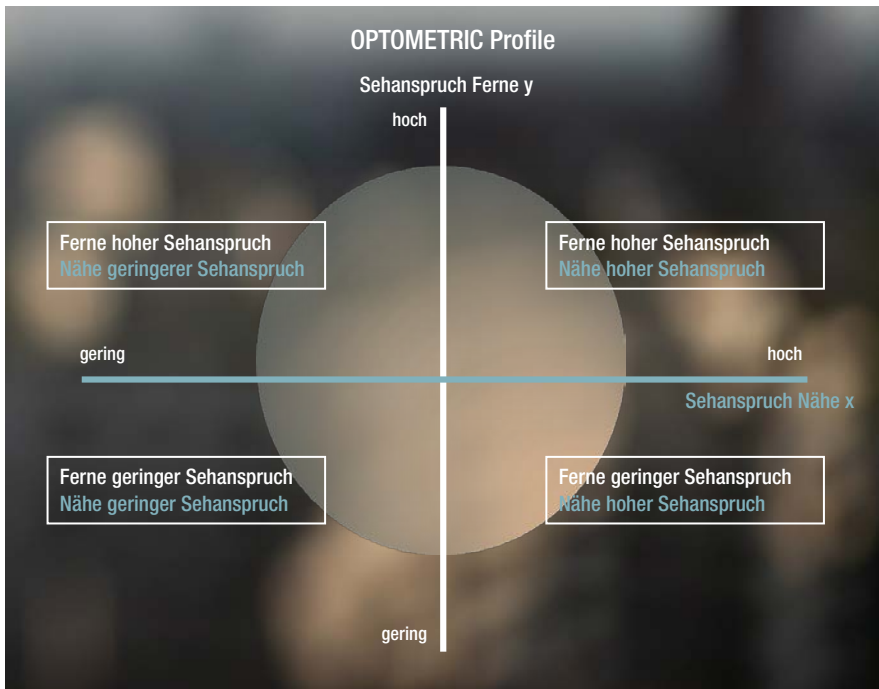 OPTOMETRIC Profile
Sehanspruch Ferne y
hoch
Ferne hoher Sehanspruch
Nähe geringerer Sehanspruch
Ferne hoher Sehanspruch
Nähe hoher Sehanspruch
gering
hoch
Sehanspruch Nähe x
Ferne geringer Sehanspruch
Nähe geringer Sehanspruch
Ferne geringer Sehanspruch
Nähe hoher Sehanspruch
gering